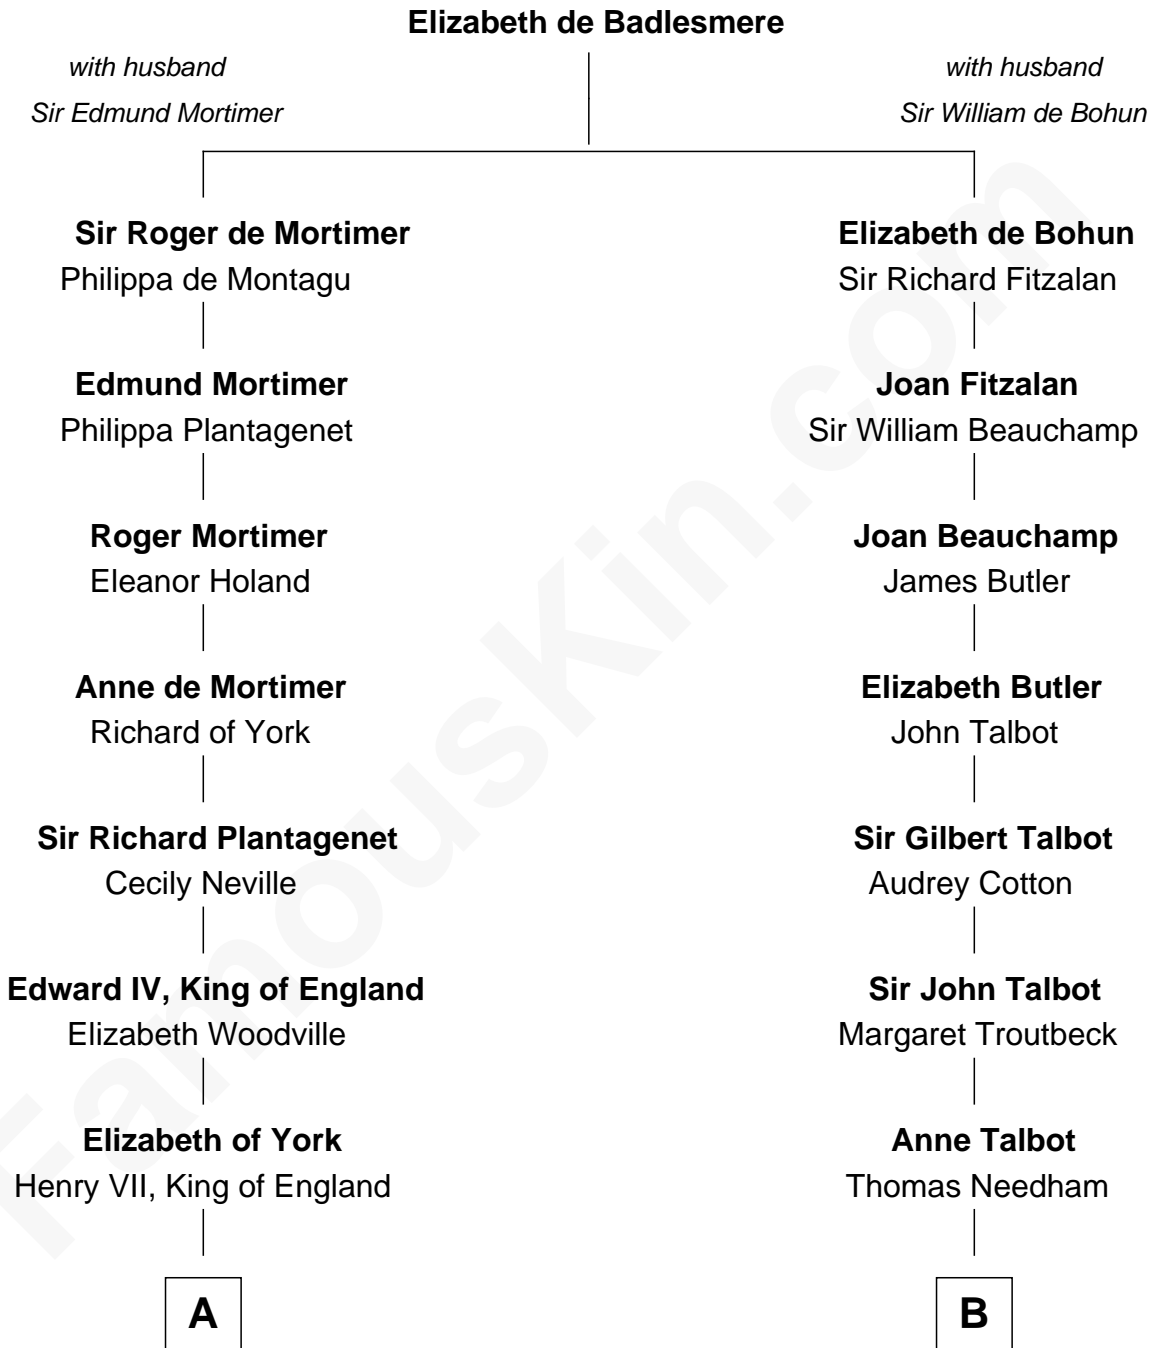 Elizabeth de Badlesmere
with husband
Sir Edmund Mortimer
with husband
Sir William de Bohun
Sir Roger de Mortimer
Philippa de Montagu
Elizabeth de Bohun
Sir Richard Fitzalan
Edmund Mortimer
Philippa Plantagenet
Joan Fitzalan
Sir William Beauchamp
Roger Mortimer
Eleanor Holand
Joan Beauchamp
James Butler
Anne de Mortimer
Richard of York
Elizabeth Butler
John Talbot
Sir Richard Plantagenet
Cecily Neville
Sir Gilbert Talbot
Audrey Cotton
Edward IV, King of England
Elizabeth Woodville
Sir John Talbot
Margaret Troutbeck
Elizabeth of York
Henry VII, King of England
Anne Talbot
Thomas Needham
A
B
FamousKin.com